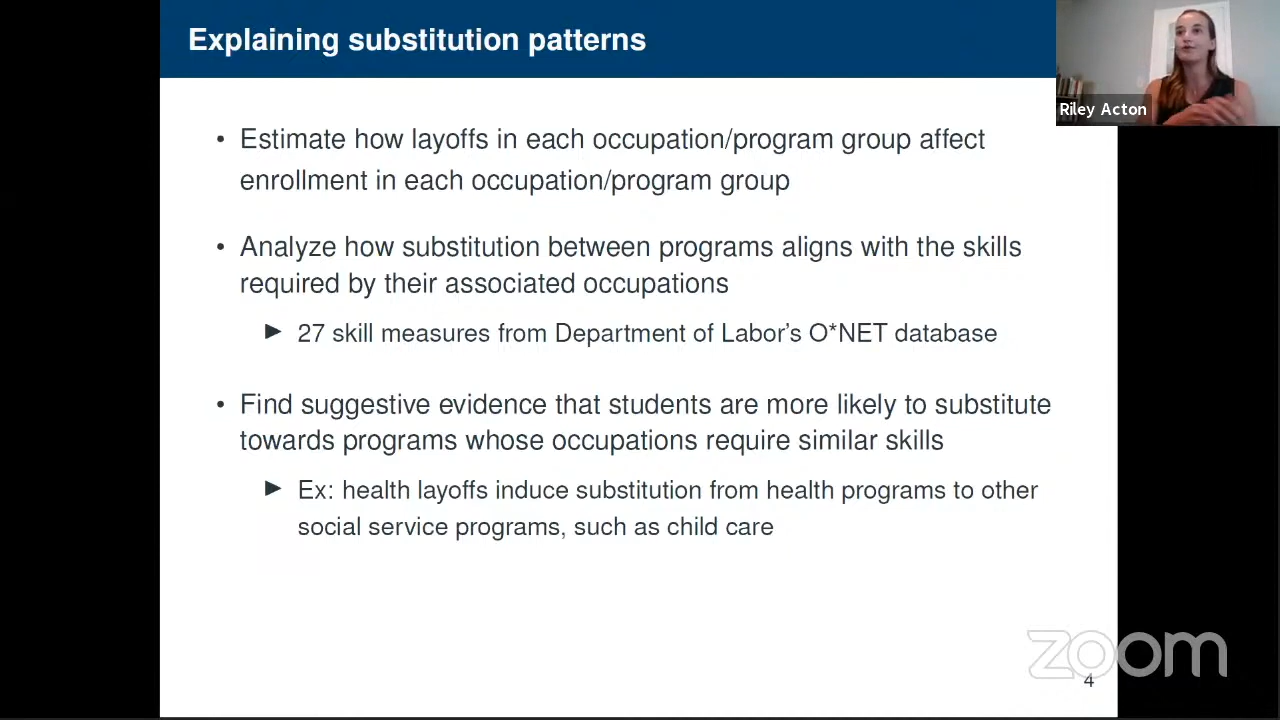 Explaining substitution patterns
Riley Acton
• Estimate how layoffs in each occupation/program group affect
enrollment in each occupation/program group
• Analyze how substitution between programs aligns with the skills
required by their associated occupations
▶ 27 skill measures from Department of Labor's O*NET database
• Find suggestive evidence that students are more likely to substitute
towards programs whose occupations require similar skills
▶ Ex: health layoffs induce substitution from health programs to other
social service programs, such as child care
zoom
4